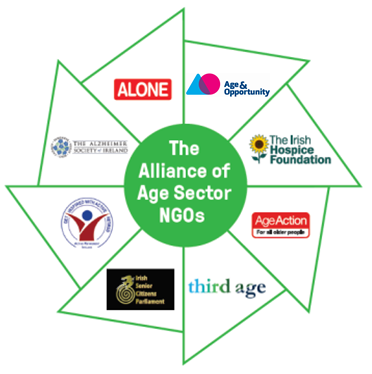 ALONE
Age&
Opportunity
The Irish
Hospice
Foundation
AgeAction
For all older people
third age
Irish
Senior
Citizens
Parliament
THE ALZHEIMER
SOCIETY of IRELAND
The
Alliance of
Age Sector
NGOs